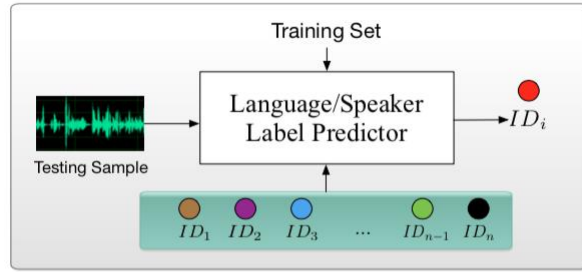 Training Set
Language/Speaker
Label Predictor
Testing Sample
ID_i
ID_1 ID_2 ID_3 ... ID_{n-1} ID_n